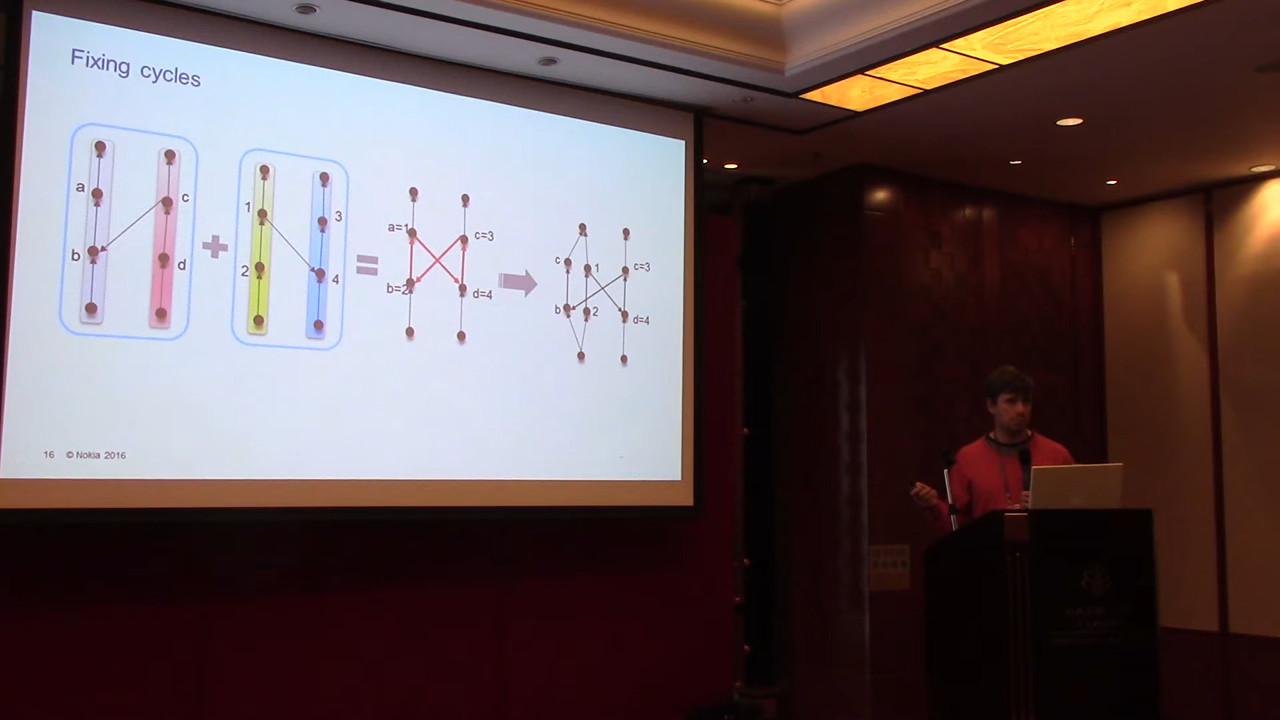 Fixing cycles
a
b
c
d
1
2
3
4
a=1
b=2
c=3
d=4
c
b
1
2
c=3
d=4
16 © Nokia 2016